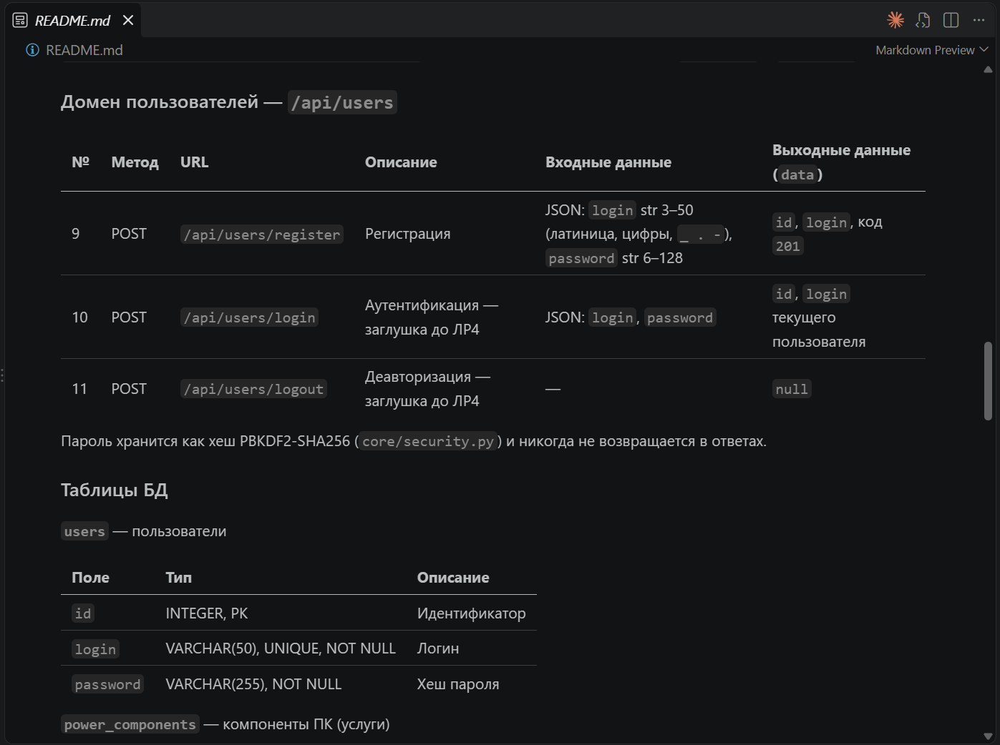 README.md
README.md
Markdown Preview
Домен пользователей — /api/users
№ Метод URL Описание Входные данные Выходные данные (data)
9 POST /api/users/register Регистрация JSON: login str 3–50 (латиница, цифры, _ . -), password str 6–128 id, login, код 201
10 POST /api/users/login Аутентификация — заглушка до ЛР4 JSON: login, password id, login текущего пользователя
11 POST /api/users/logout Деавторизация — заглушка до ЛР4 — null
Пароль хранится как хеш PBKDF2-SHA256 (core/security.py) и никогда не возвращается в ответах.
Таблицы БД
users — пользователи
Поле Тип Описание
id INTEGER, PK Идентификатор
login VARCHAR(50), UNIQUE, NOT NULL Логин
password VARCHAR(255), NOT NULL Хеш пароля
power_components — компоненты ПК (услуги)